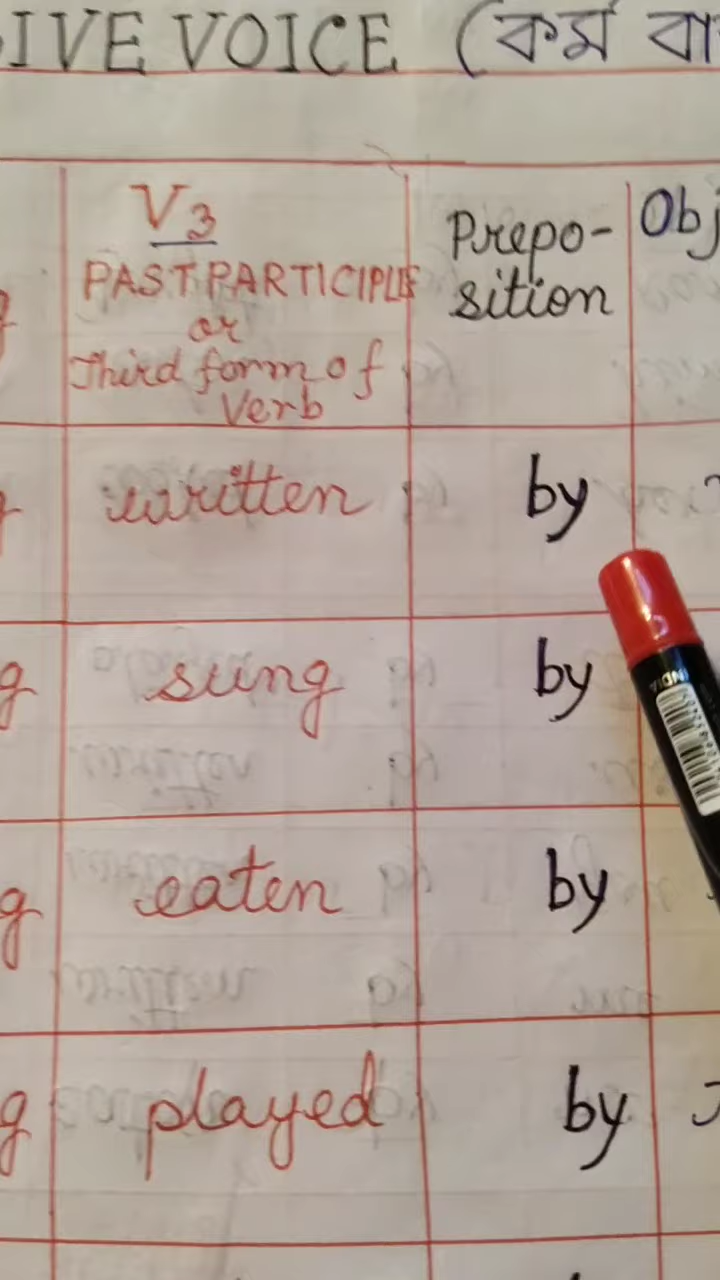 IVE VOICE (কর্ম বা
V3
PAST PARTICIPLE
or
Third form of
Verb
Prepo-
sition
Obj
g
written
by
g
sung
by
INDIA
g
eaten
by
g
played
by